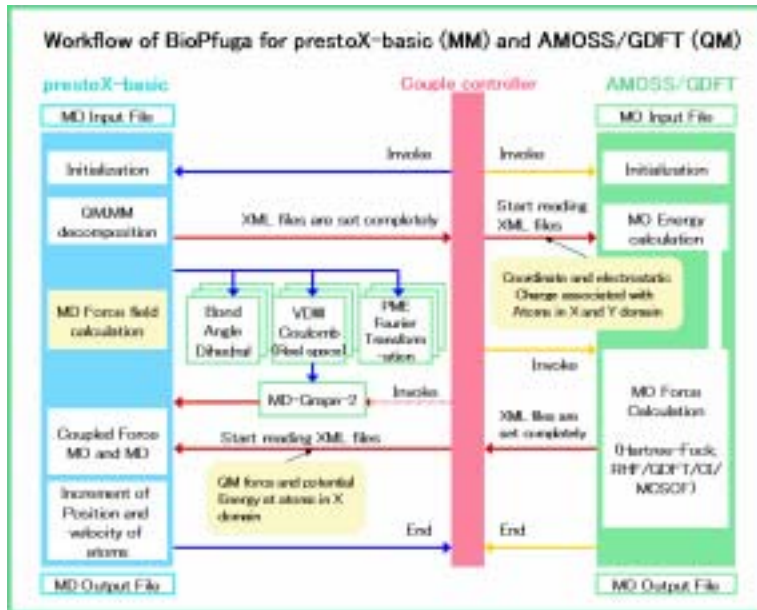 Workflow of BioPfuga for prestoX-basic (MM) and AMOSS/GDFT (QM)
prestoX-basic
Couple controller
AMOSS/GDFT
MD Input File
MO Input File
Invoke
Invoke
Initialization
Initialization
QM/MM
decomposition
XML files are set completely
Start reading
XML files
MO Energy
calculation
Coordinate and electrostatic
Charge associated with
Atoms in X and Y domain
MD Force field
calculation
Bond
Angle
Dihedral
VDW
Coulomb
(Real space)
PME
Fourier
Transform
-ation
Invoke
MD-Grape-2
Invoke
MO Force
Calculation
(Hartree-Fock,
RHF/GDFT/CI/
MCSCF)
XML files are
set completely
Coupled Force
MO and MD
Start reading XML files
QM force and potential
Energy at atoms in X
domain
Increment of
Position and
velocity of
atoms
End
End
MD Output File
MO Output File